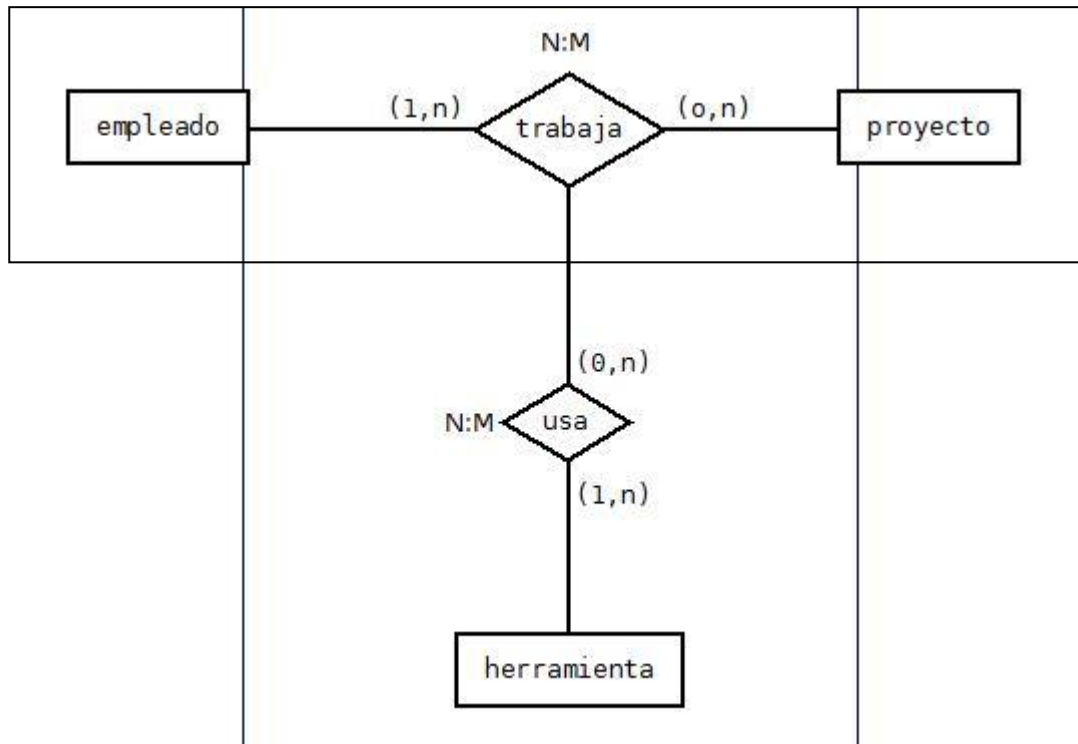 N:M
(1,n)
(o,n)
empleado
trabaja
proyecto
(0,n)
N:M
usa
(1,n)
herramienta